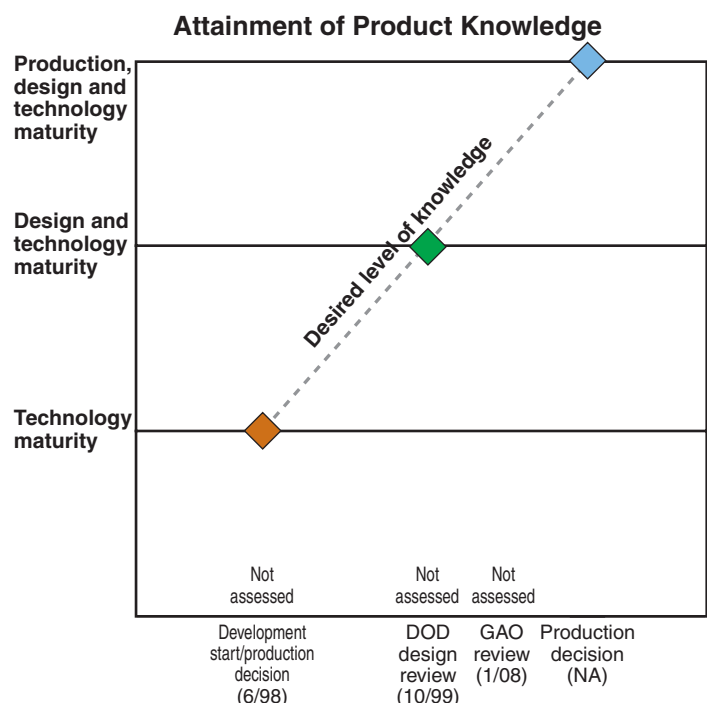 Attainment of Product Knowledge
Production,
design and
technology
maturity
Design and
technology
maturity
Technology
maturity
Desired level of knowledge
Not
assessed
Not
assessed
Not
assessed
Development
start/production
decision
(6/98)
DOD
design
review
(10/99)
GAO
review
(1/08)
Production
decision
(NA)